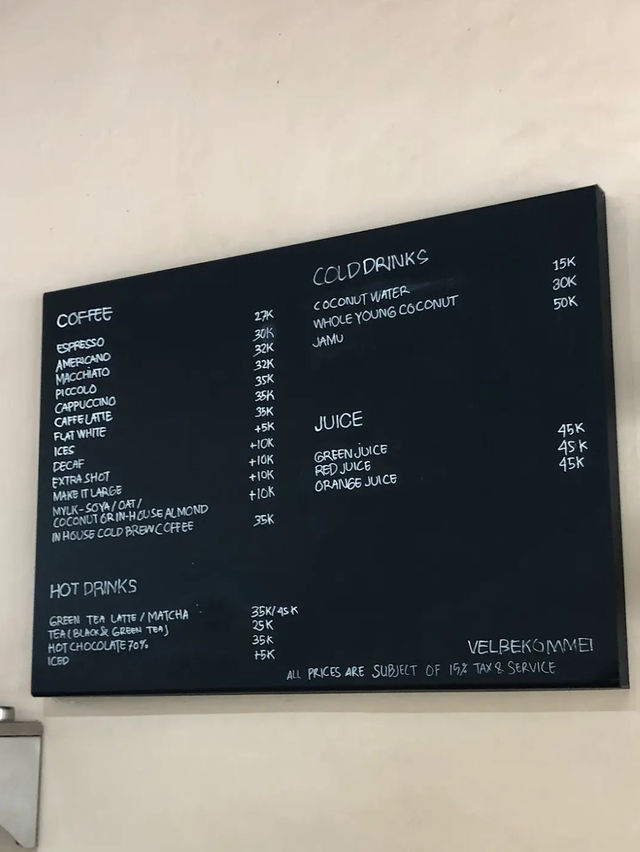 COFFEE
ESPRESSO 27K
AMERICANO 30K
MACCHIATO 32K
PICCOLO 32K
CAPPUCCINO 35K
CAFFE LATTE 35K
FLAT WHITE 35K
ICES +5K
DECAF +10K
EXTRA SHOT +10K
MAKE IT LARGE +10K
MYLK - SOYA / OAT /
COCONUT OR IN-HOUSE ALMOND +10K
IN HOUSE COLD BREW COFFEE 35K
HOT DRINKS
GREEN TEA LATTE / MATCHA 35K/45K
TEA (BLACK & GREEN TEA) 25K
HOT CHOCOLATE 70% 35K
ICED +5K
COLD DRINKS
COCONUT WATER 15K
WHOLE YOUNG COCONUT 30K
JAMU 50K
JUICE
GREEN JUICE 45K
RED JUICE 45K
ORANGE JUICE 45K
VELBEKOMME!
ALL PRICES ARE SUBJECT OF 15% TAX & SERVICE